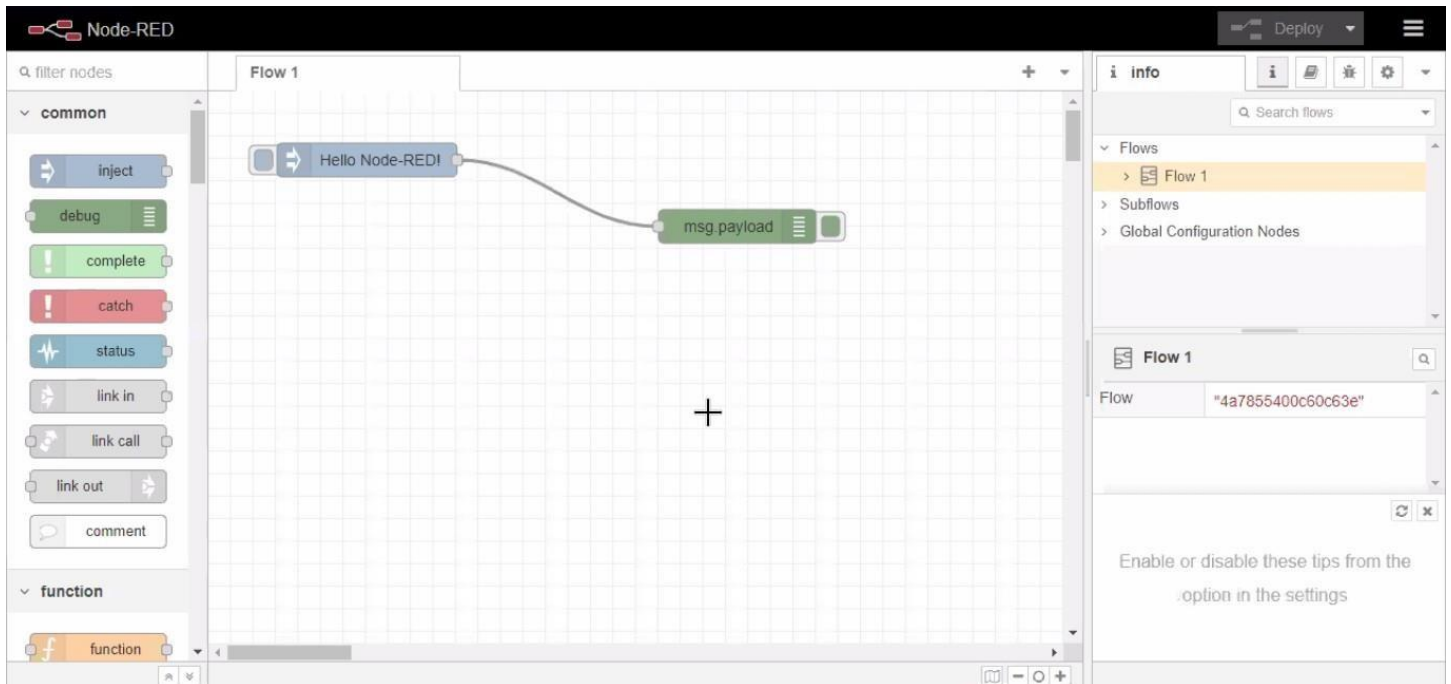 Node-RED
Deploy
filter nodes
Flow 1
i info
i
common
inject
debug
complete
catch
status
link in
link call
link out
comment
function
function
Hello Node-RED!
msg.payload
Search flows
Flows
Flow 1
Subflows
Global Configuration Nodes
Flow 1
Flow "4a7855400c60c63e"
Enable or disable these tips from the
.option in the settings